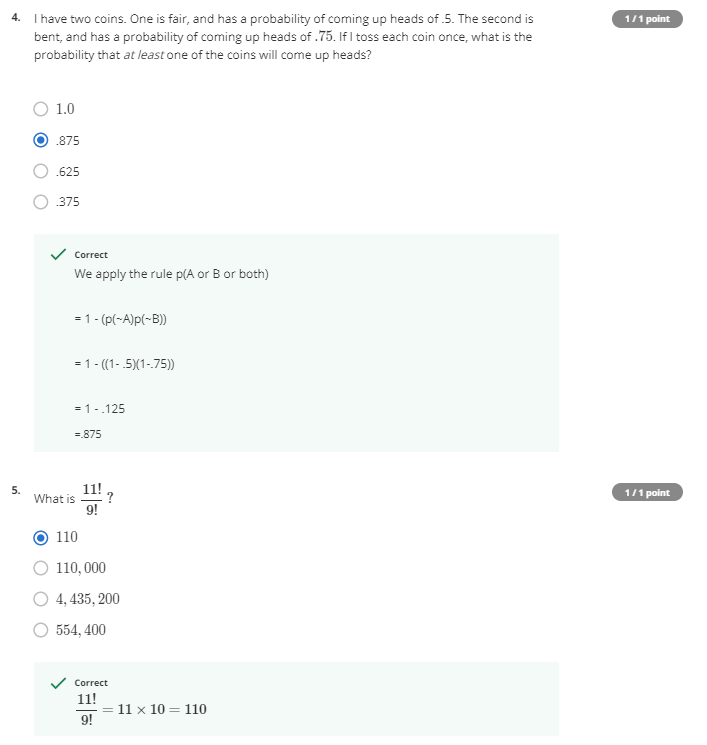 4. I have two coins. One is fair, and has a probability of coming up heads of .5. The second is
1 / 1 point
bent, and has a probability of coming up heads of .75. If I toss each coin once, what is the
probability that at least one of the coins will come up heads?
1.0
.875
.625
.375
Correct
We apply the rule p(A or B or both)
= 1 - (p(~A)p(~B))
= 1 - ((1- .5)(1-.75))
= 1 - .125
=.875
5. What is 11!/9! ?
1 / 1 point
110
110,000
4,435,200
554,400
Correct
11!/9! = 11 × 10 = 110